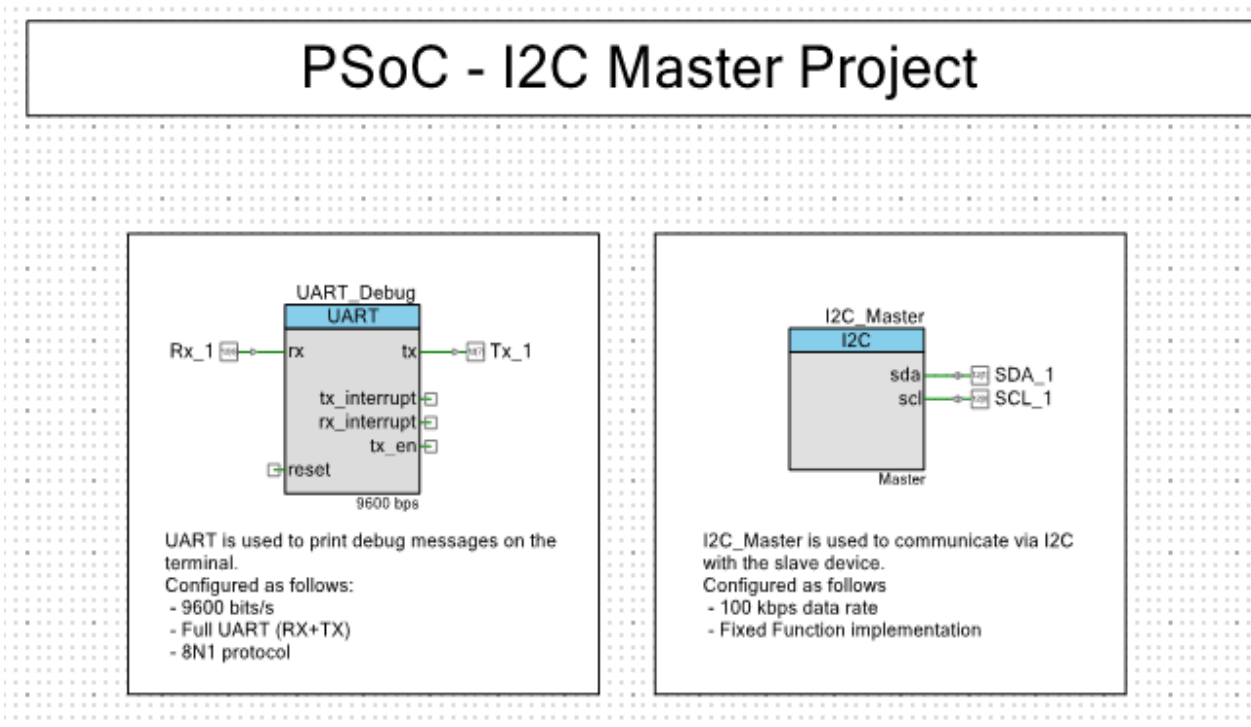 PSoC - I2C Master Project
UART_Debug
UART
Rx_1
rx
tx
Tx_1
tx_interrupt
rx_interrupt
tx_en
reset
9600 bps
UART is used to print debug messages on the
terminal.
Configured as follows:
- 9600 bits/s
- Full UART (RX+TX)
- 8N1 protocol
I2C_Master
I2C
sda
SDA_1
scl
SCL_1
Master
I2C_Master is used to communicate via I2C
with the slave device.
Configured as follows
- 100 kbps data rate
- Fixed Function implementation